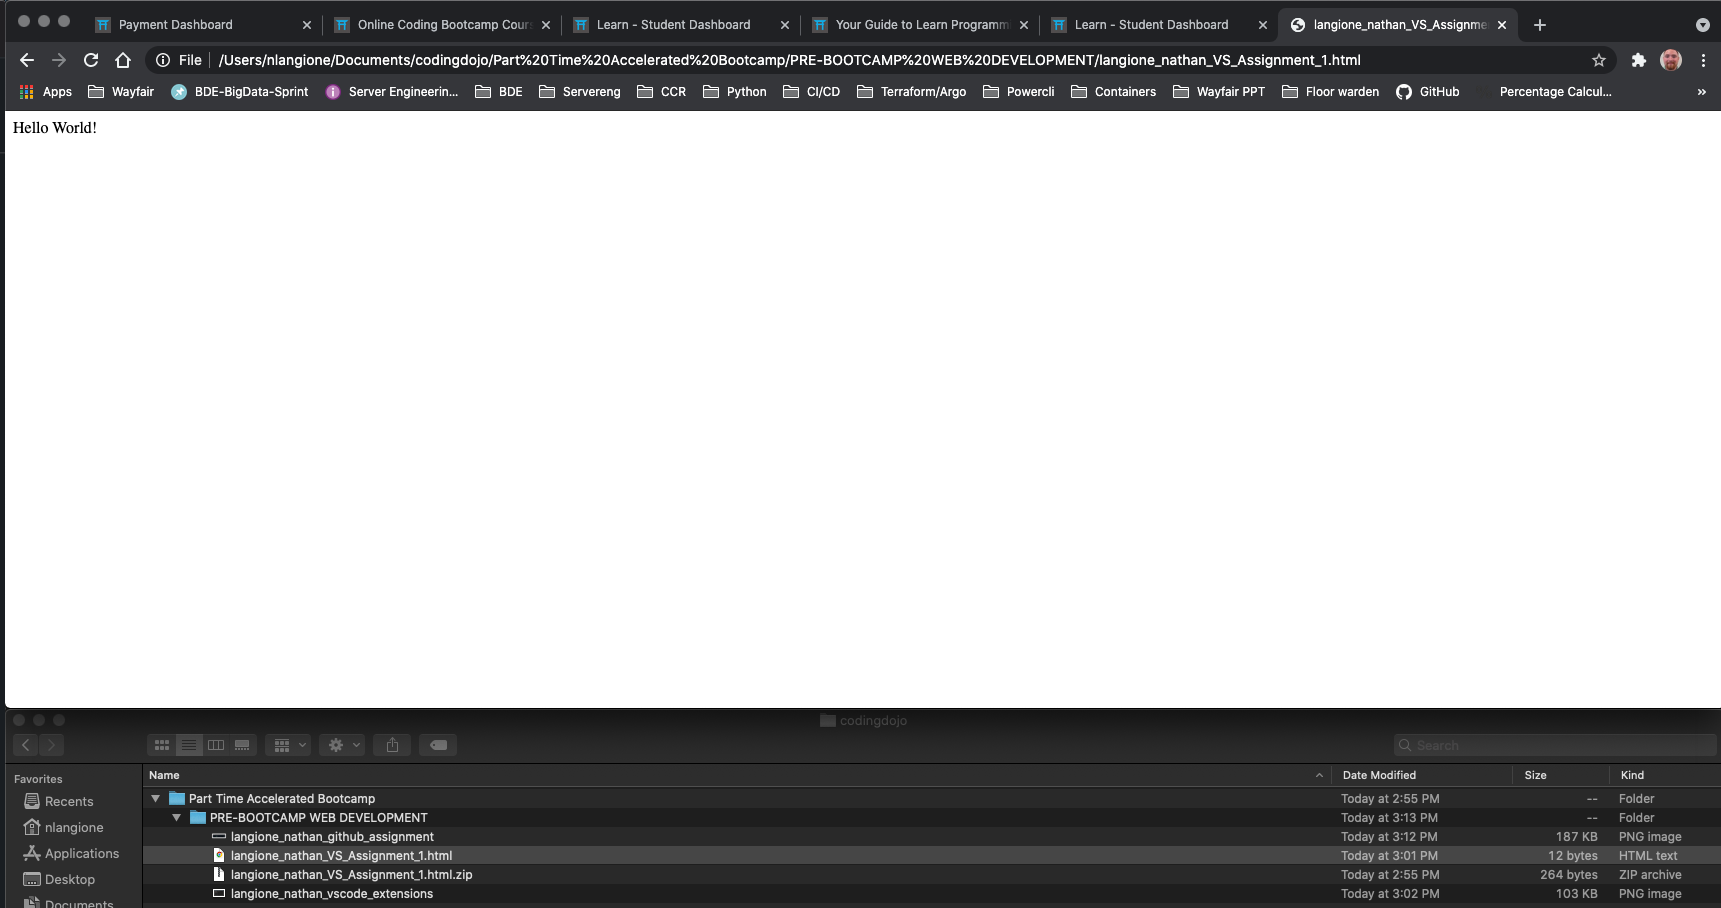 Payment Dashboard
Online Coding Bootcamp Cour
Learn - Student Dashboard
Your Guide to Learn Programm
Learn - Student Dashboard
langione_nathan_VS_Assignme
File /Users/nlangione/Documents/codingdojo/Part%20Time%20Accelerated%20Bootcamp/PRE-BOOTCAMP%20WEB%20DEVELOPMENT/langione_nathan_VS_Assignment_1.html
Apps Wayfair BDE-BigData-Sprint Server Engineerin... BDE Servereng CCR Python CI/CD Terraform/Argo Powercli Containers Wayfair PPT Floor warden GitHub Percentage Calcul... »
Hello World!
codingdojo
Search
Favorites
Recents
nlangione
Applications
Desktop
Documents
Name Date Modified Size Kind
Part Time Accelerated Bootcamp Today at 2:55 PM -- Folder
PRE-BOOTCAMP WEB DEVELOPMENT Today at 3:13 PM -- Folder
langione_nathan_github_assignment Today at 3:12 PM 187 KB PNG image
langione_nathan_VS_Assignment_1.html Today at 3:01 PM 12 bytes HTML text
langione_nathan_VS_Assignment_1.html.zip Today at 2:55 PM 264 bytes ZIP archive
langione_nathan_vscode_extensions Today at 3:02 PM 103 KB PNG image